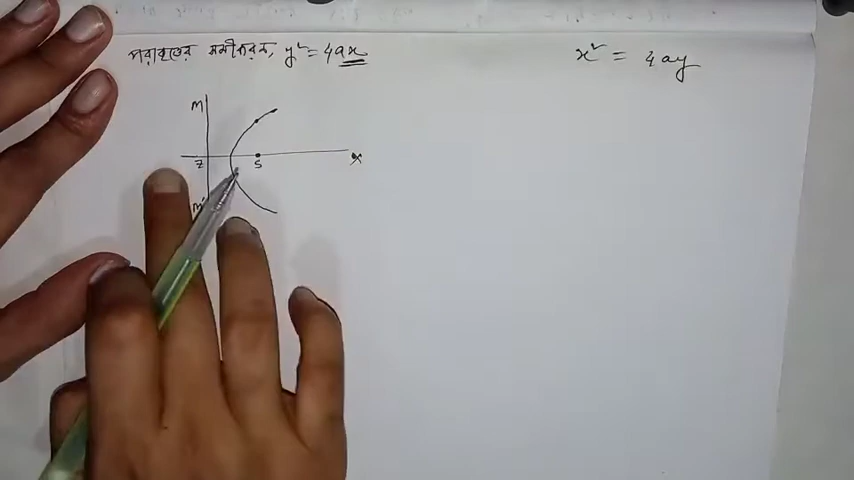 পরাবৃত্তের সমীকরণ, y² = 4ax
x² = 4ay
M
Z S X
M'